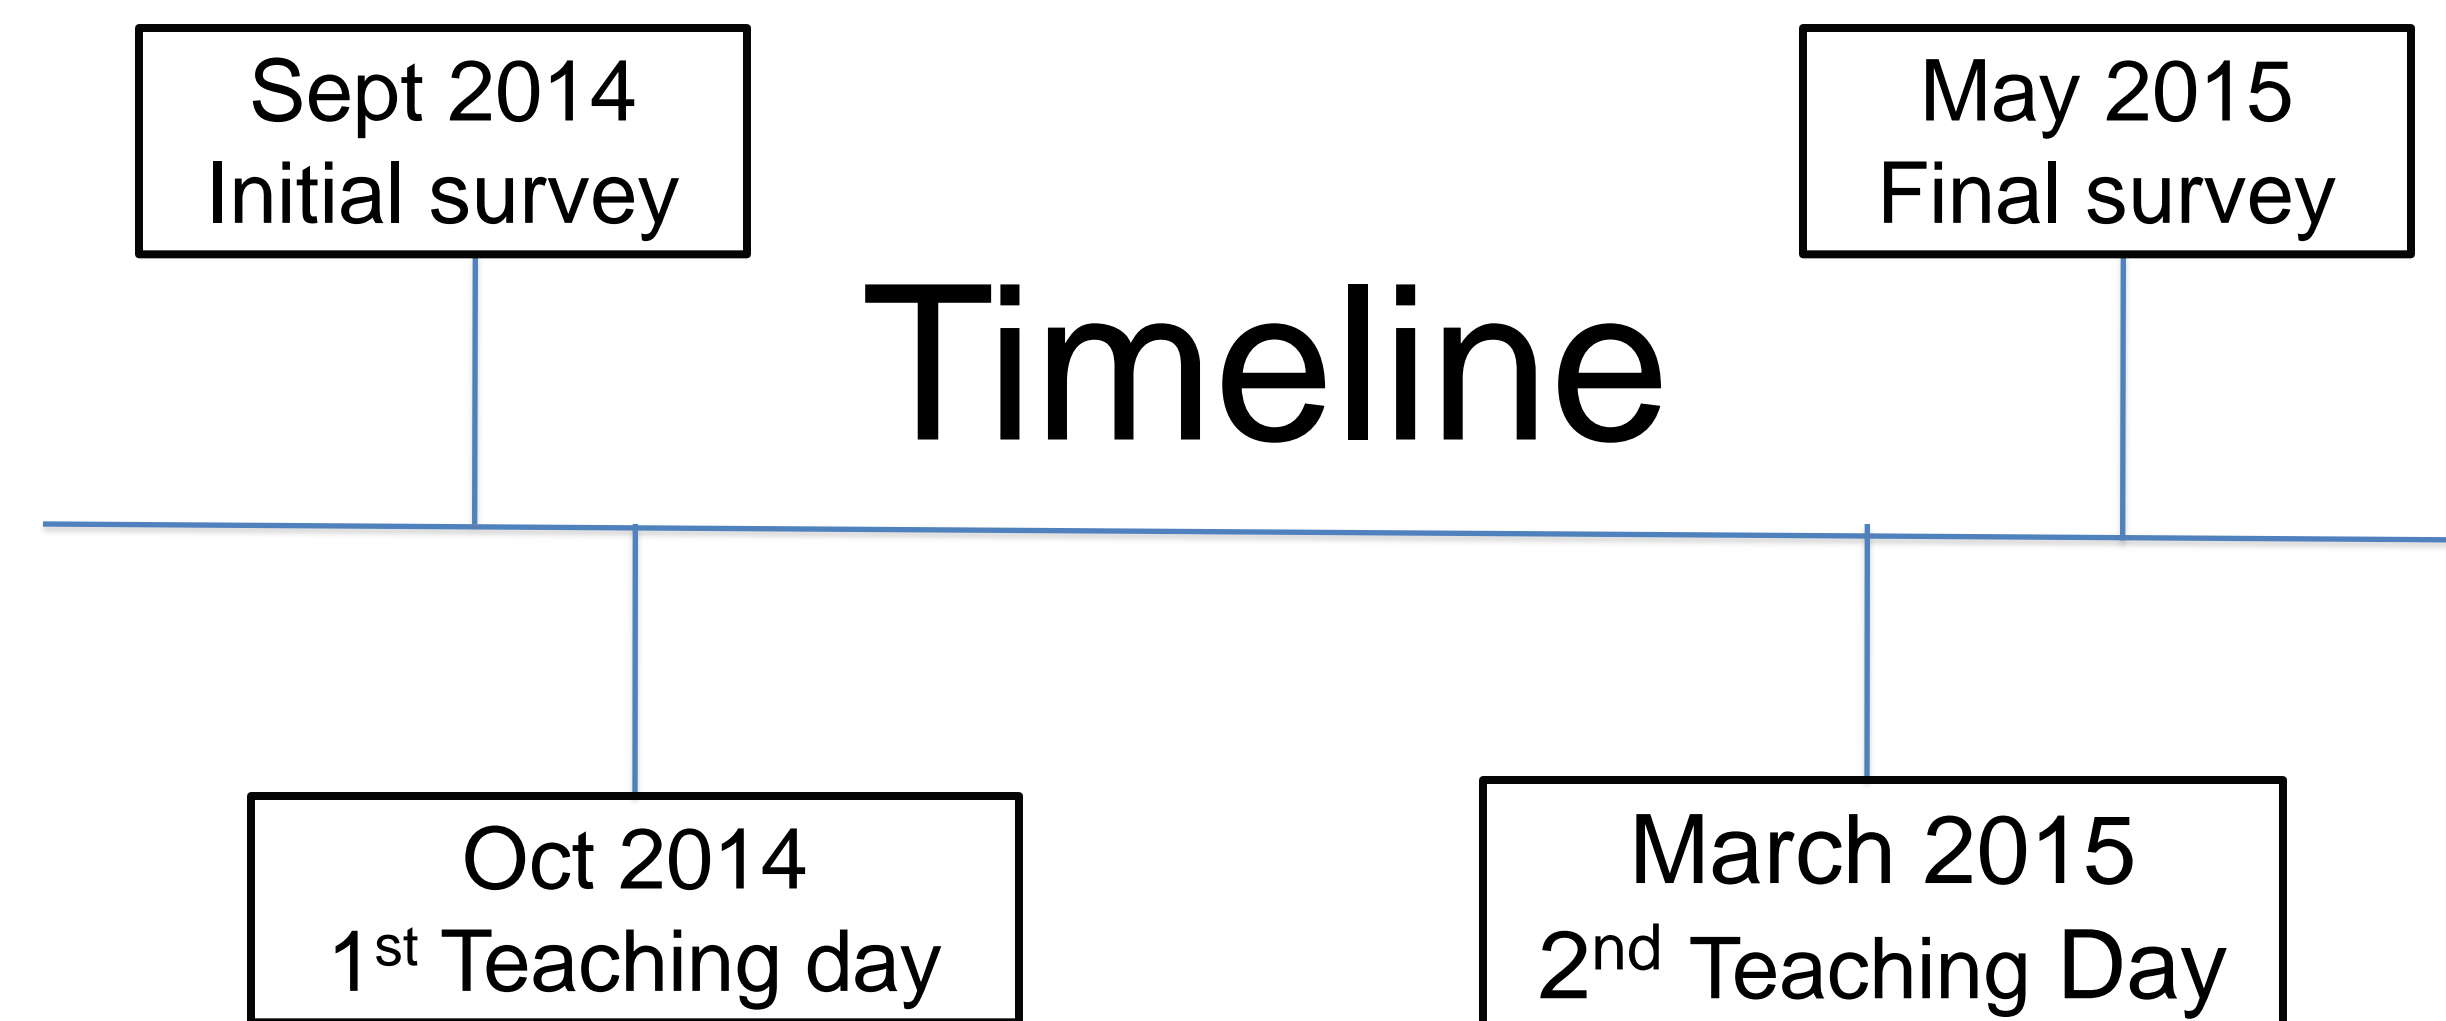 Sept 2014
Initial survey
May 2015
Final survey
Timeline
Oct 2014
1st Teaching day
March 2015
2nd Teaching Day